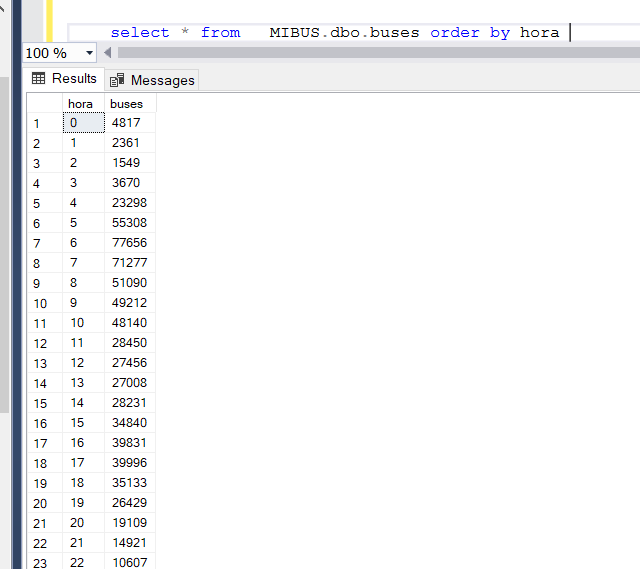 select * from   MIBUS.dbo.buses order by hora
100 %
Results Messages
hora buses
1 0 4817
2 1 2361
3 2 1549
4 3 3670
5 4 23298
6 5 55308
7 6 77656
8 7 71277
9 8 51090
10 9 49212
11 10 48140
12 11 28450
13 12 27456
14 13 27008
15 14 28231
16 15 34840
17 16 39831
18 17 39996
19 18 35133
20 19 26429
21 20 19109
22 21 14921
23 22 10607